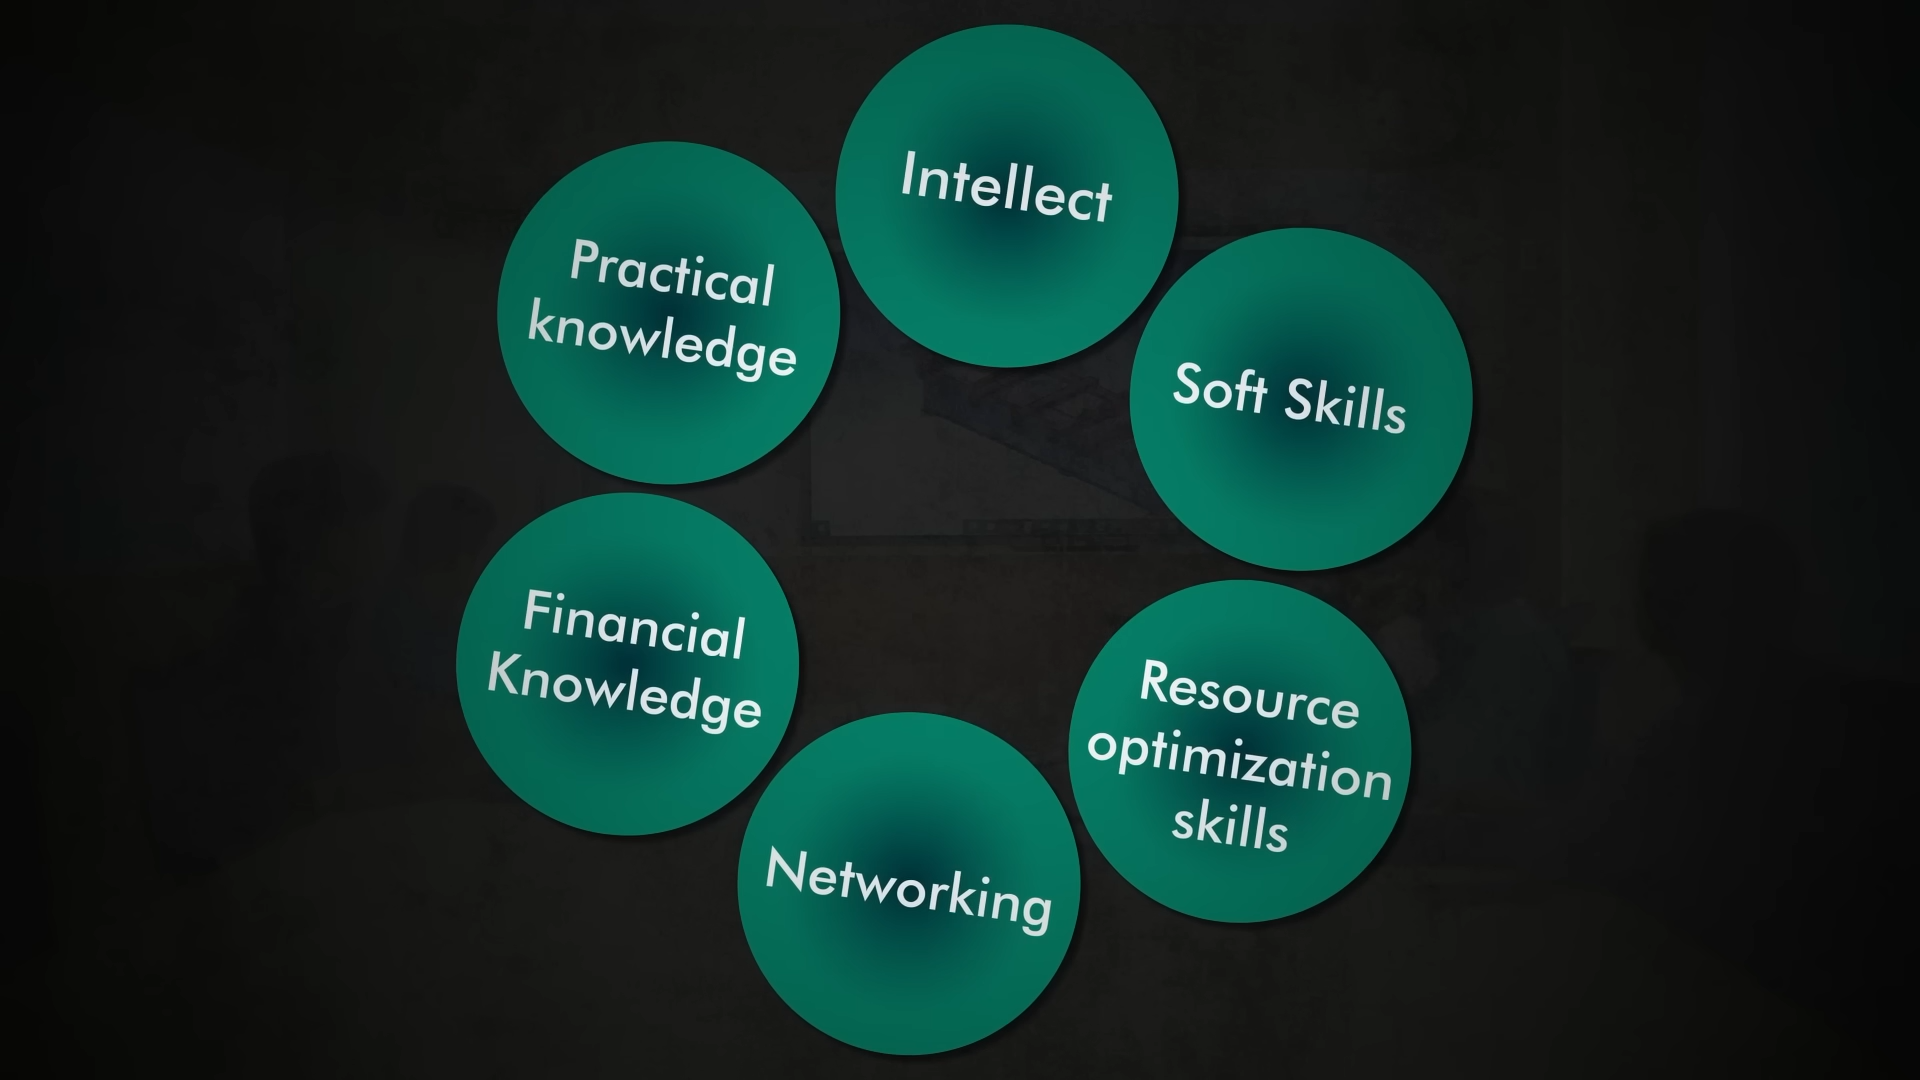 Intellect
Practical
knowledge
Soft Skills
Financial
Knowledge
Resource
optimization
skills
Networking